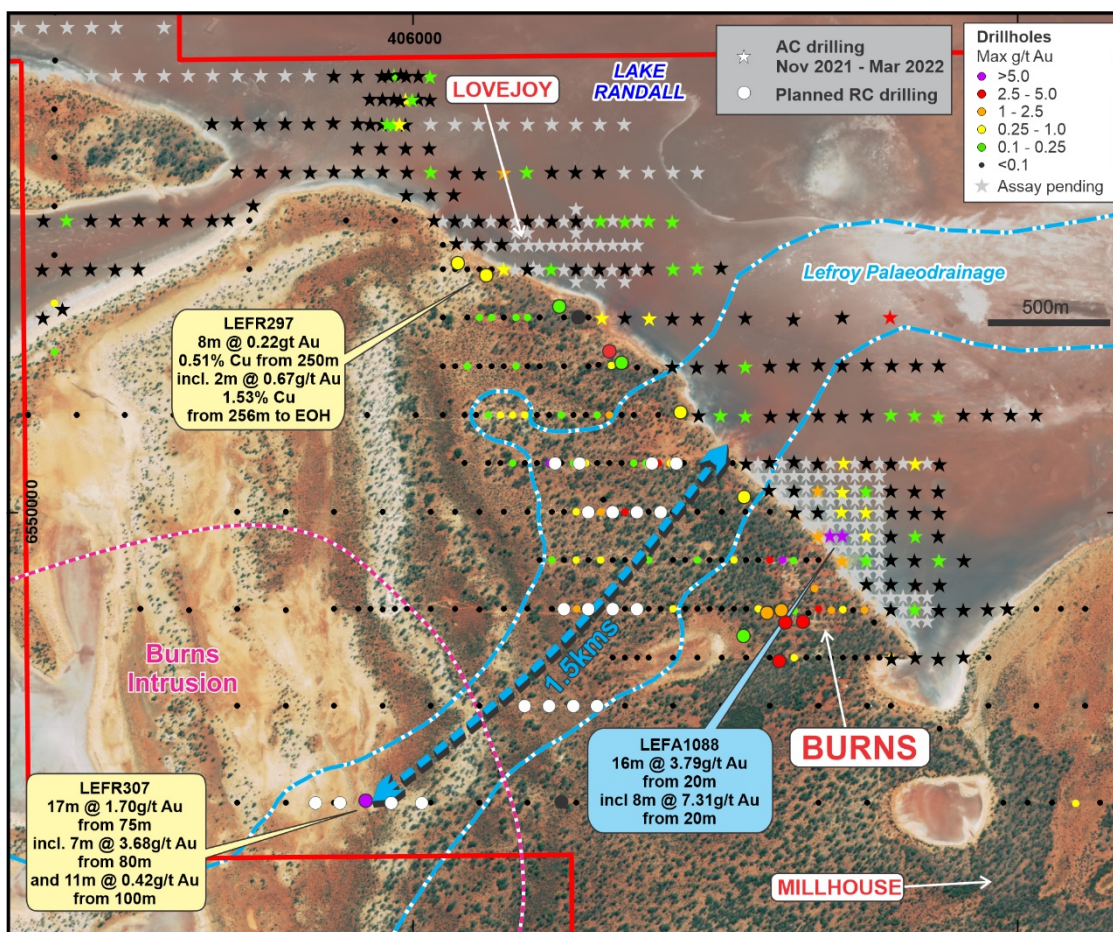 406000
LAKE
RANDALL
LOVEJOY
AC drilling
Nov 2021 - Mar 2022
Planned RC drilling
Drillholes
Max g/t Au
>5.0
2.5 - 5.0
1 - 2.5
0.25 - 1.0
0.1 - 0.25
<0.1
Assay pending
Lefroy Palaeodrainage
500m
LEFR297
8m @ 0.22gt Au
0.51% Cu from 250m
incl. 2m @ 0.67g/t Au
1.53% Cu
from 256m to EOH
6550000
Burns
Intrusion
1.5kms
BURNS
LEFA1088
16m @ 3.79g/t Au
from 20m
incl 8m @ 7.31g/t Au
from 20m
LEFR307
17m @ 1.70g/t Au
from 75m
incl. 7m @ 3.68g/t Au
from 80m
and 11m @ 0.42g/t Au
from 100m
MILLHOUSE